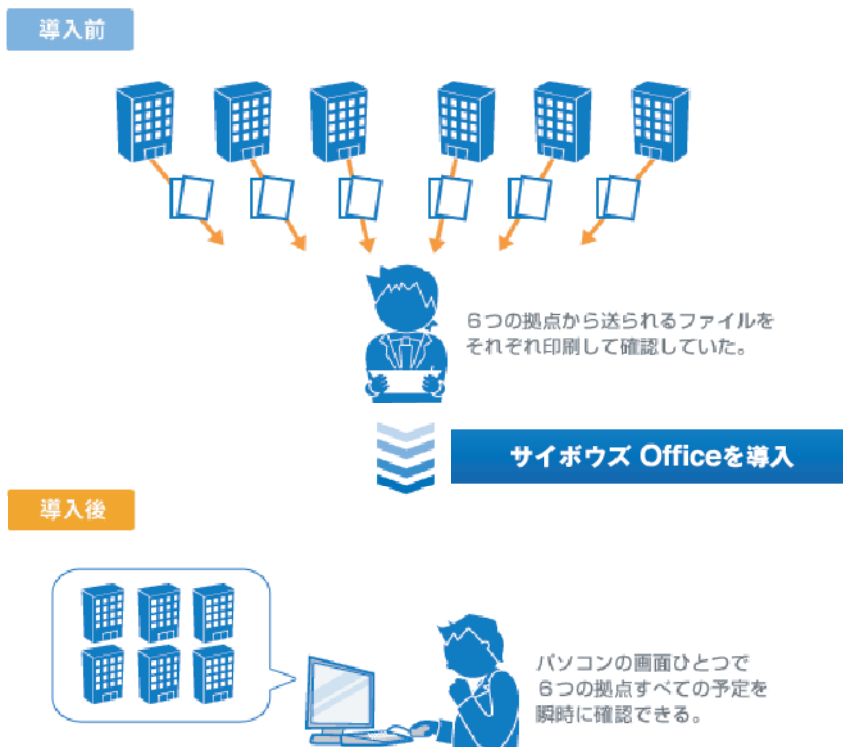 導入前
６つの拠点から送られるファイルを
それぞれ印刷して確認していた。
サイボウズ Officeを導入
導入後
パソコンの画面ひとつで
６つの拠点すべての予定を
瞬時に確認できる。